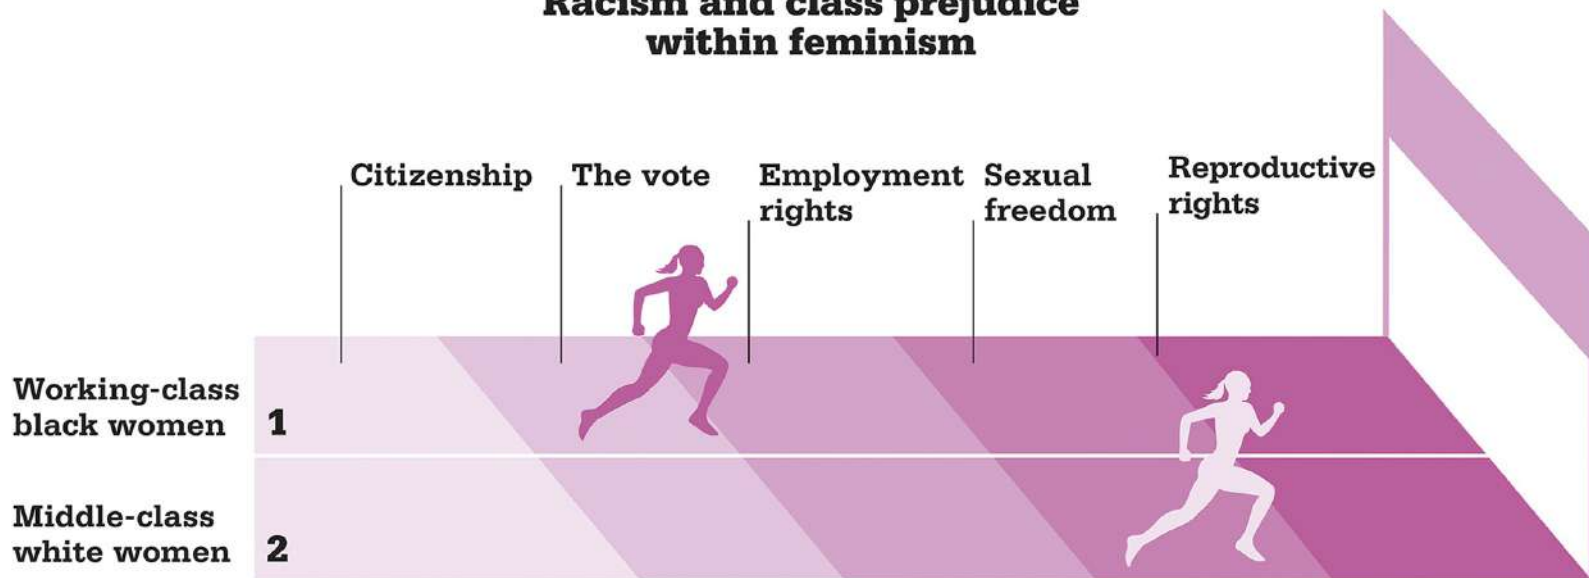 Racism and class prejudice
within feminism
Citizenship
The vote
Employment
rights
Sexual
freedom
Reproductive
rights
Working-class
black women
1
Middle-class
white women
2